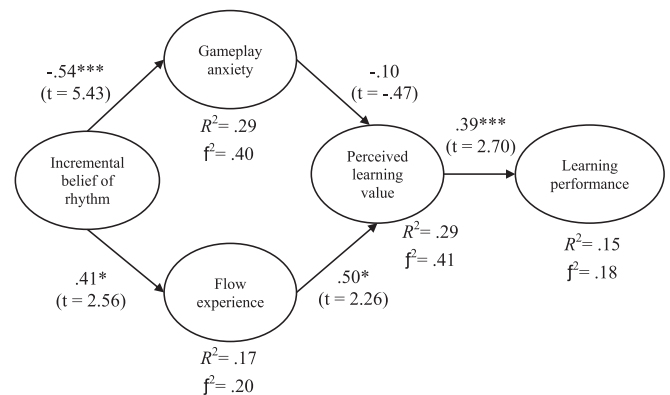 Gameplay
anxiety
-.54***
(t = 5.43)
-.10
(t = -.47)
R²= .29
f²= .40
.39***
(t = 2.70)
Incremental
belief of
rhythm
Perceived
learning
value
Learning
performance
R²= .29
f²= .41
R²= .15
f²= .18
.41*
(t = 2.56)
Flow
experience
.50*
(t = 2.26)
R²= .17
f²= .20